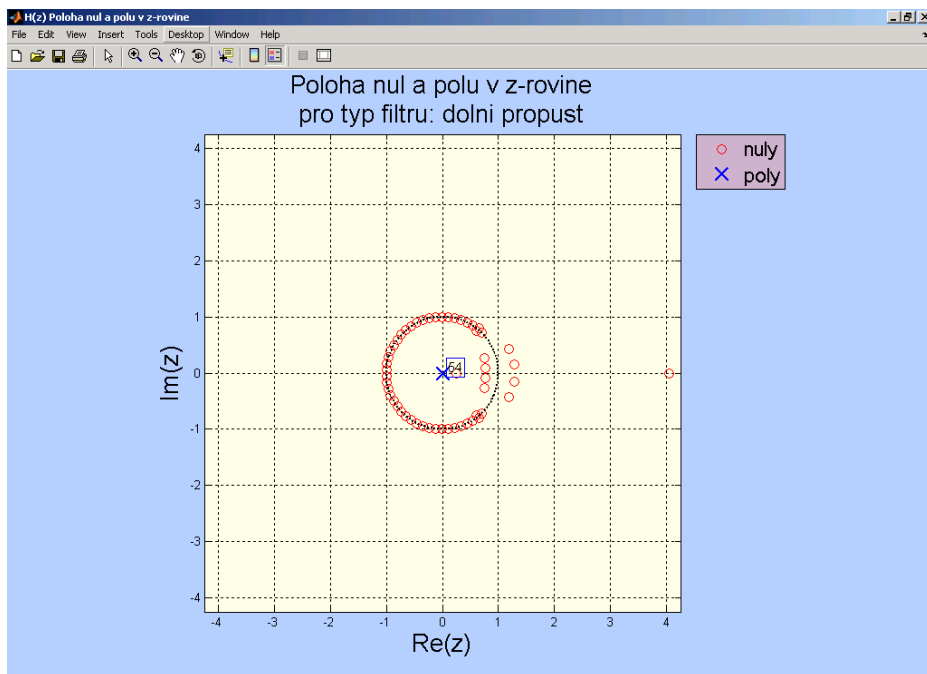 H(z) Poloha nul a polu v z-rovine
File Edit View Insert Tools Desktop Window Help
Poloha nul a polu v z-rovine
pro typ filtru: dolni propust
nuly
poly
4
3
2
1
0
-1
-2
-3
-4
54
Im(z)
-4 -3 -2 -1 0 1 2 3 4
Re(z)